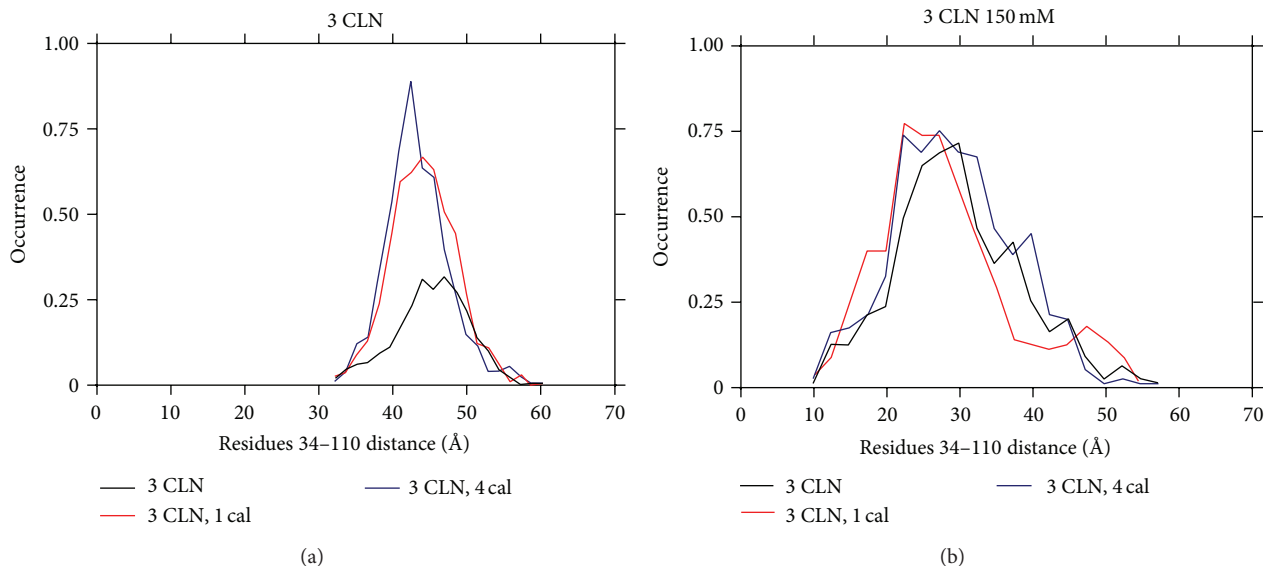 3 CLN
1.00
0.75
0.50
0.25
0
Occurrence
0 10 20 30 40 50 60 70
Residues 34–110 distance (Å)
3 CLN
3 CLN, 1 cal
3 CLN, 4 cal
(a)
3 CLN 150 mM
1.00
0.75
0.50
0.25
0
Occurrence
0 10 20 30 40 50 60 70
Residues 34–110 distance (Å)
3 CLN
3 CLN, 1 cal
3 CLN, 4 cal
(b)